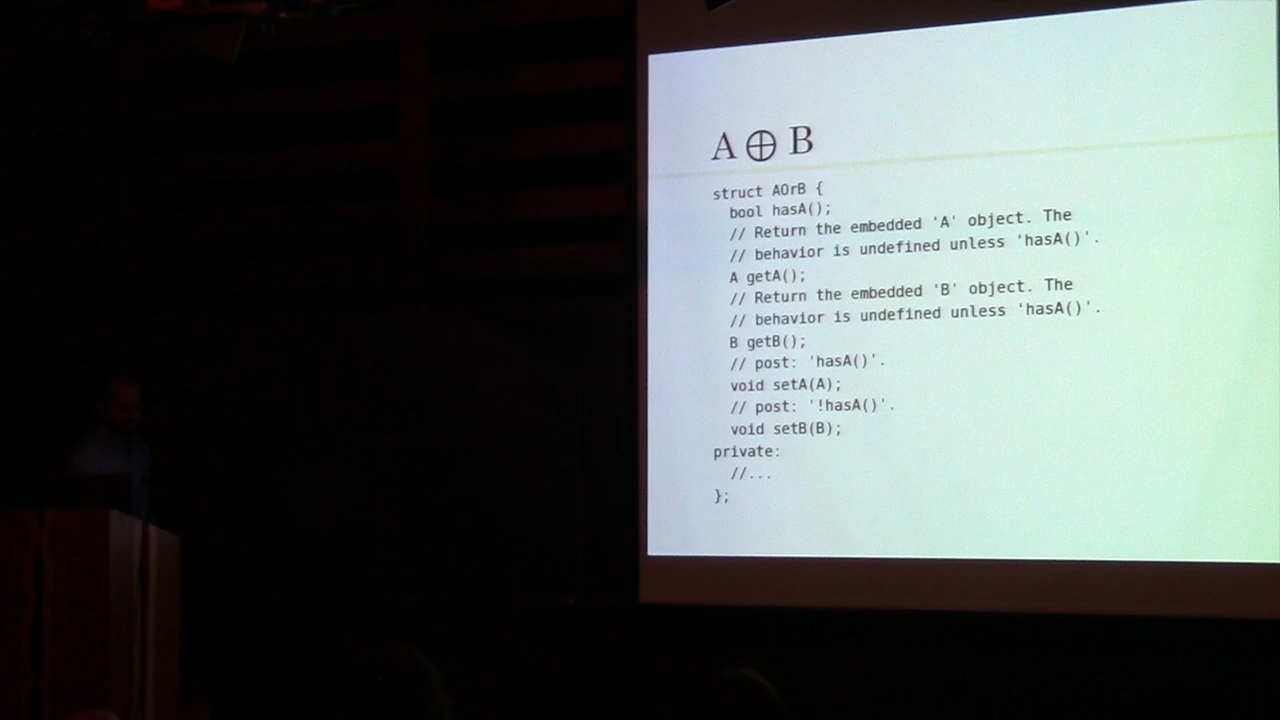 A ⊕ B
struct AOrB {
  bool hasA();
  // Return the embedded 'A' object. The
  // behavior is undefined unless 'hasA()'.
  A getA();
  // Return the embedded 'B' object. The
  // behavior is undefined unless 'hasA()'.
  B getB();
  // post: 'hasA()'.
  void setA(A);
  // post: '!hasA()'.
  void setB(B);
private:
  //...
};